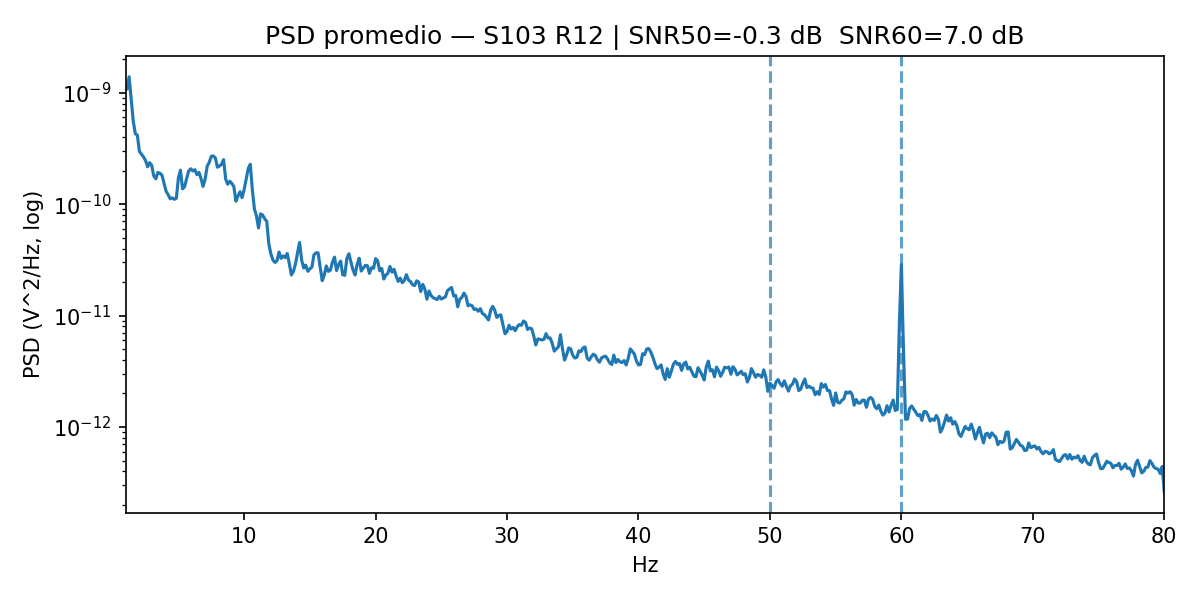 PSD promedio — S103 R12 | SNR50=-0.3 dB  SNR60=7.0 dB
PSD (V^2/Hz, log)
10⁻⁹
10⁻¹⁰
10⁻¹¹
10⁻¹²
10 20 30 40 50 60 70 80
Hz